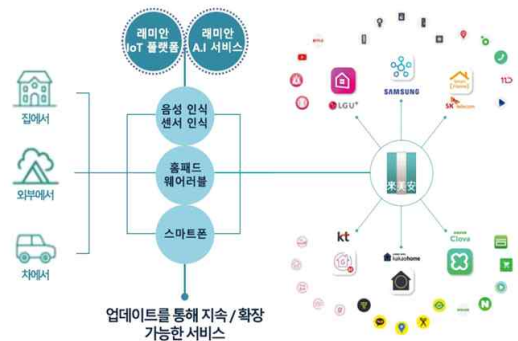 래미안
IoT 플랫폼
래미안
A.I 서비스
집에서
외부에서
차에서
음성 인식
센서 인식
홈패드
웨어러블
스마트폰
업데이트를 통해 지속 / 확장
가능한 서비스
LG U+
SAMSUNG
SK telecom
來美安
kt
kakaohome
Clova